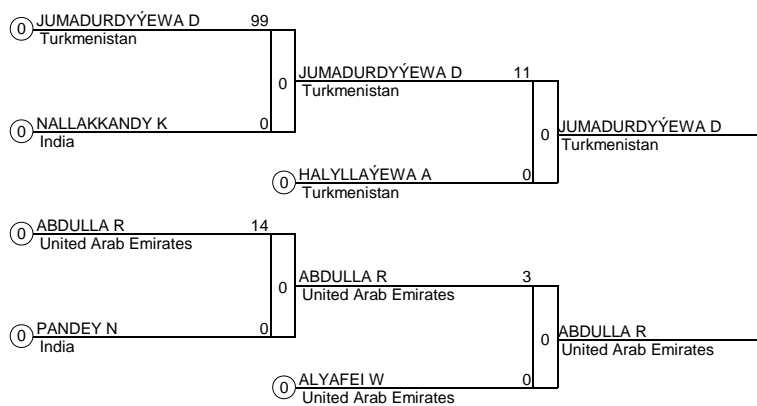 0 JUMADURDYÝEWA D 99
Turkmenistan
0 JUMADURDYÝEWA D 11
Turkmenistan
0 NALLAKKANDY K 0
India
0 JUMADURDYÝEWA D
Turkmenistan
0 HALYLLAÝEWA A 0
Turkmenistan
0 ABDULLA R 14
United Arab Emirates
0 ABDULLA R 3
United Arab Emirates
0 PANDEY N 0
India
0 ABDULLA R
United Arab Emirates
0 ALYAFEI W 0
United Arab Emirates